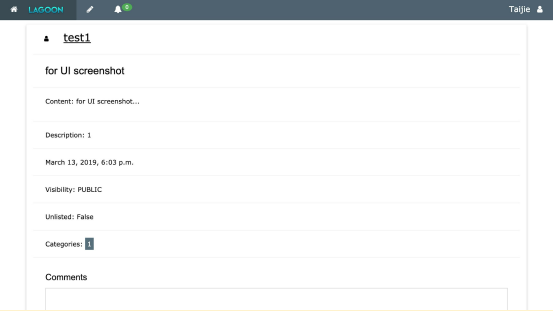 LAGOON 0 Taijie
test1
for UI screenshot
Content: for UI screenshot...
Description: 1
March 13, 2019, 6:03 p.m.
Visibility: PUBLIC
Unlisted: False
Categories: 1
Comments